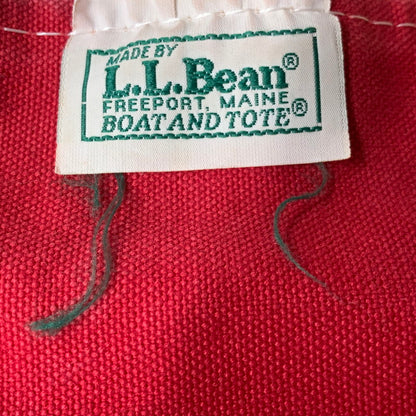 MADE BY
L.L.Bean®
FREEPORT, MAINE
BOAT AND TOTE®